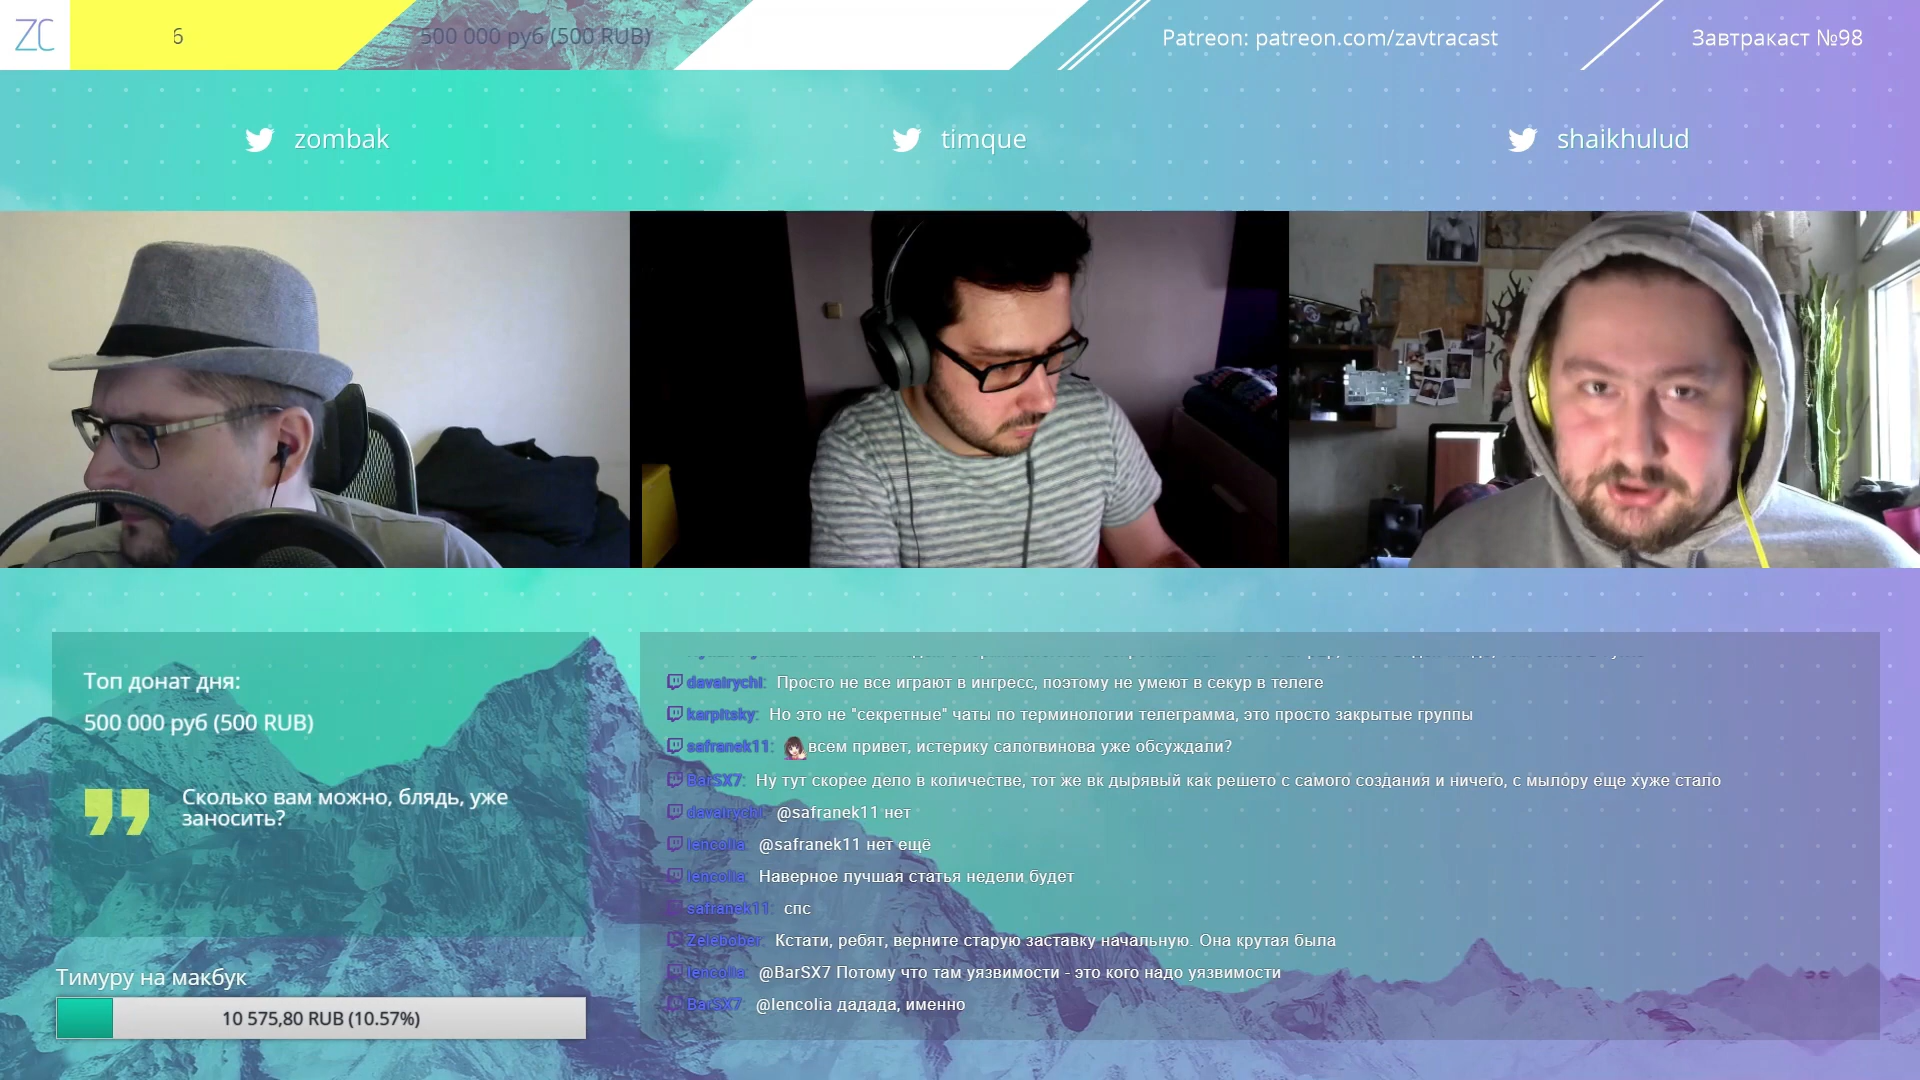 ZC
6
500 000 руб (500 RUB)
Patreon: patreon.com/zavtracast
Завтракаст №98
zombak
timque
shaikhulud
Топ донат дня:
500 000 руб (500 RUB)
Сколько вам можно, блядь, уже
заносить?
Тимуру на макбук
10 575,80 RUB (10.57%)
davairychi: Просто не все играют в ингресс, поэтому не умеют в секур в телеге
karpitsky: Но это не "секретные" чаты по терминологии телеграмма, это просто закрытые группы
safranek11: всем привет, истерику салогвинова уже обсуждали?
BarSX7: Ну тут скорее дело в количестве, тот же вк дырявый как решето с самого создания и ничего, с мылору еще хуже стало
davairychi: @safranek11 нет
lencolia: @safranek11 нет ещё
lencolia: Наверное лучшая статья недели будет
safranek11: спс
Zelebober: Кстати, ребят, верните старую заставку начальную. Она крутая была
lencolia: @BarSX7 Потому что там уязвимости - это кого надо уязвимости
BarSX7: @lencolia дадада, именно